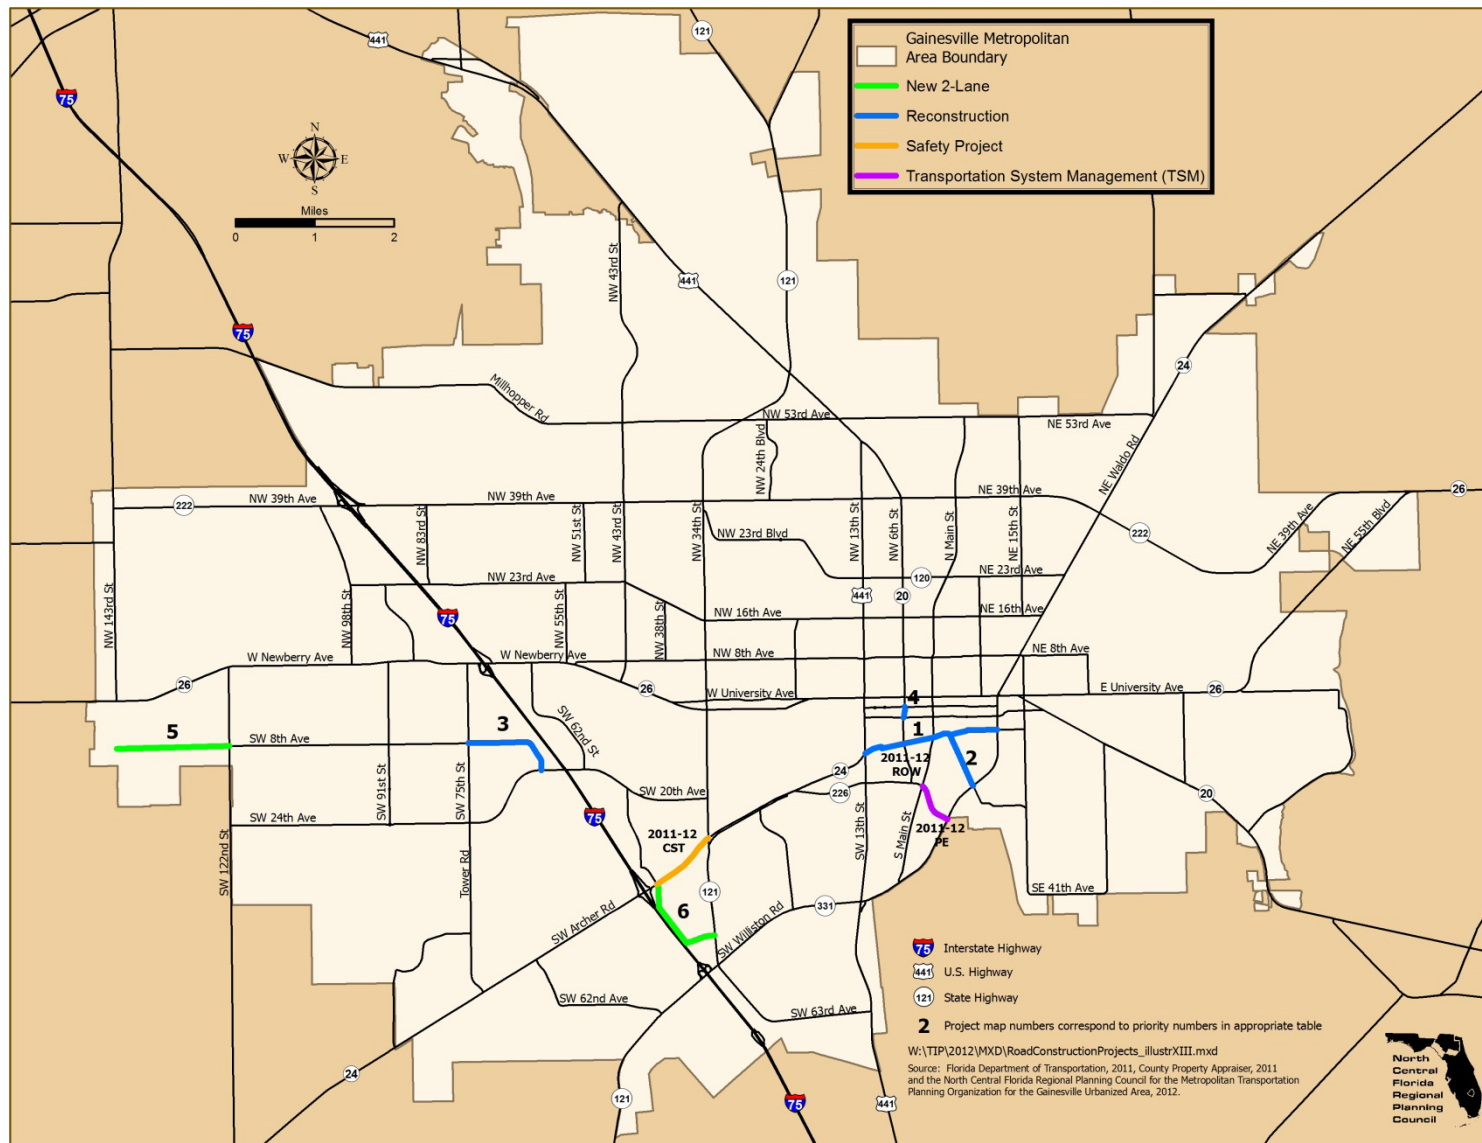 Gainesville Metropolitan
Area Boundary
New 2-Lane
Reconstruction
Safety Project
Transportation System Management (TSM)
441
121
75
N
W E
S
Miles
0 1 2
75
NW 43rd St
441
121
24
Millhopper Rd
NW 53rd Ave
NE 53rd Ave
NW 24th Blvd
NE Waldo Rd
222
NW 39th Ave
NW 39th Ave
NE 39th Ave
26
NW 83rd St
NW 51st St
NW 43rd St
NW 34th St
NW 23rd Blvd
NW 13th St
NW 6th St
N Main St
NE 15th St
222
NE 39th Ave
NE 55th Blvd
NW 23rd Ave
120
NE 23rd Ave
NW 143rd St
NW 98th St
75
NW 55th St
NW 38th St
NW 16th Ave
441
20
NE 16th Ave
W Newberry Ave
W Newberry Ave
NW 8th Ave
NE 8th Ave
26
26
W University Ave
E University Ave
26
4
5
SW 8th Ave
3
SW 62nd St
1
2011-12
ROW
2
24
226
SW 91st St
SW 75th St
SW 20th Ave
20
SW 24th Ave
75
2011-12
CST
SW 13th St
S Main St
2011-12
PE
SW 122nd St
Tower Rd
121
SE 41th Ave
6
SW Archer Rd
SW Williston Rd
331
SW 62nd Ave
SW 63rd Ave
24
121
75
441
75 Interstate Highway
441 U.S. Highway
121 State Highway
2 Project map numbers correspond to priority numbers in appropriate table
W:\TIP\2012\MXD\RoadConstructionProjects_illustrXIII.mxd
Source: Florida Department of Transportation, 2011, County Property Appraiser, 2011
and the North Central Florida Regional Planning Council for the Metropolitan Transportation
Planning Organization for the Gainesville Urbanized Area, 2012.
North
Central
Florida
Regional
Planning
Council